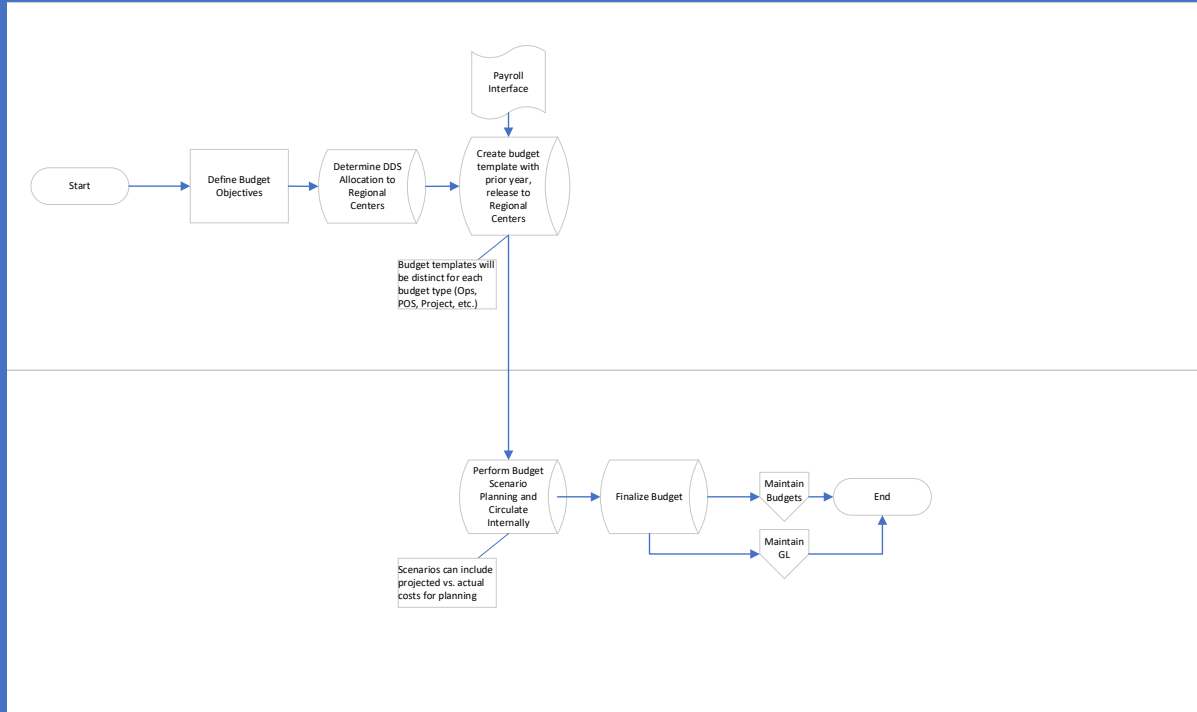 Payroll
Interface
Start
Define Budget
Objectives
Determine DDS
Allocation to
Regional
Centers
Create budget
template with
prior year,
release to
Regional
Centers
Budget templates will
be distinct for each
budget type (Ops,
POS, Project, etc.)
Perform Budget
Scenario
Planning and
Circulate
Internally
Finalize Budget
Maintain
Budgets
End
Maintain
GL
Scenarios can include
projected vs. actual
costs for planning